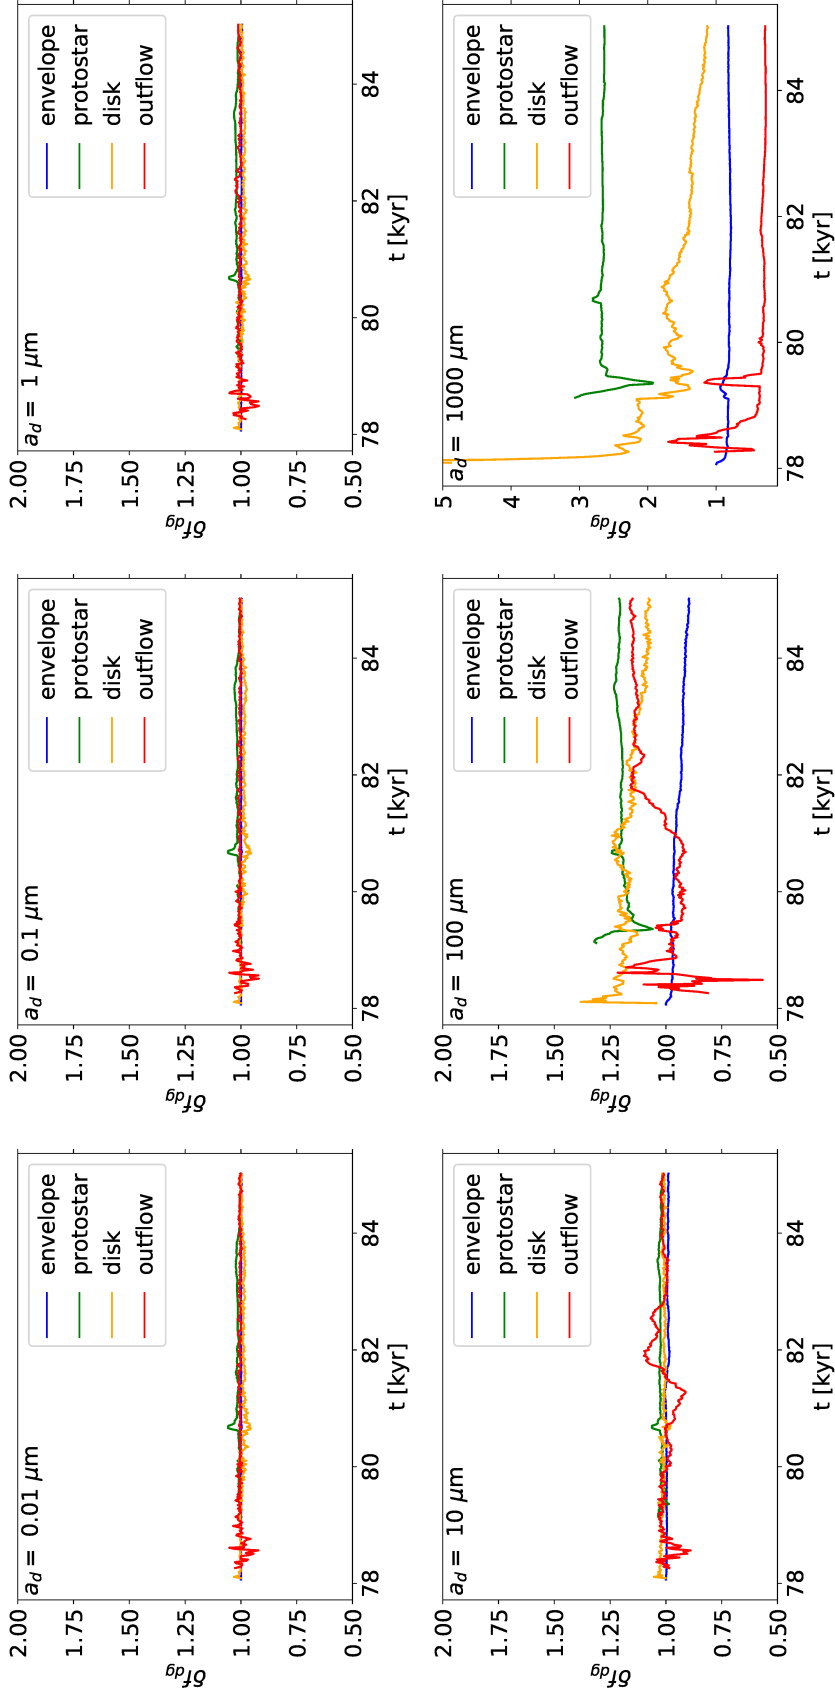 a_d = 0.01 μm
2.00
1.75
1.50
1.25
1.00
0.75
0.50
δf_dg
envelope
protostar
disk
outflow
78 80 82 84
t [kyr]
a_d = 0.1 μm
2.00
1.75
1.50
1.25
1.00
0.75
0.50
δf_dg
envelope
protostar
disk
outflow
78 80 82 84
t [kyr]
a_d = 1 μm
2.00
1.75
1.50
1.25
1.00
0.75
0.50
δf_dg
envelope
protostar
disk
outflow
78 80 82 84
t [kyr]
a_d = 10 μm
2.00
1.75
1.50
1.25
1.00
0.75
0.50
δf_dg
envelope
protostar
disk
outflow
78 80 82 84
t [kyr]
a_d = 100 μm
2.00
1.75
1.50
1.25
1.00
0.75
0.50
δf_dg
envelope
protostar
disk
outflow
78 80 82 84
t [kyr]
a_d = 1000 μm
5
4
3
2
1
δf_dg
envelope
protostar
disk
outflow
78 80 82 84
t [kyr]